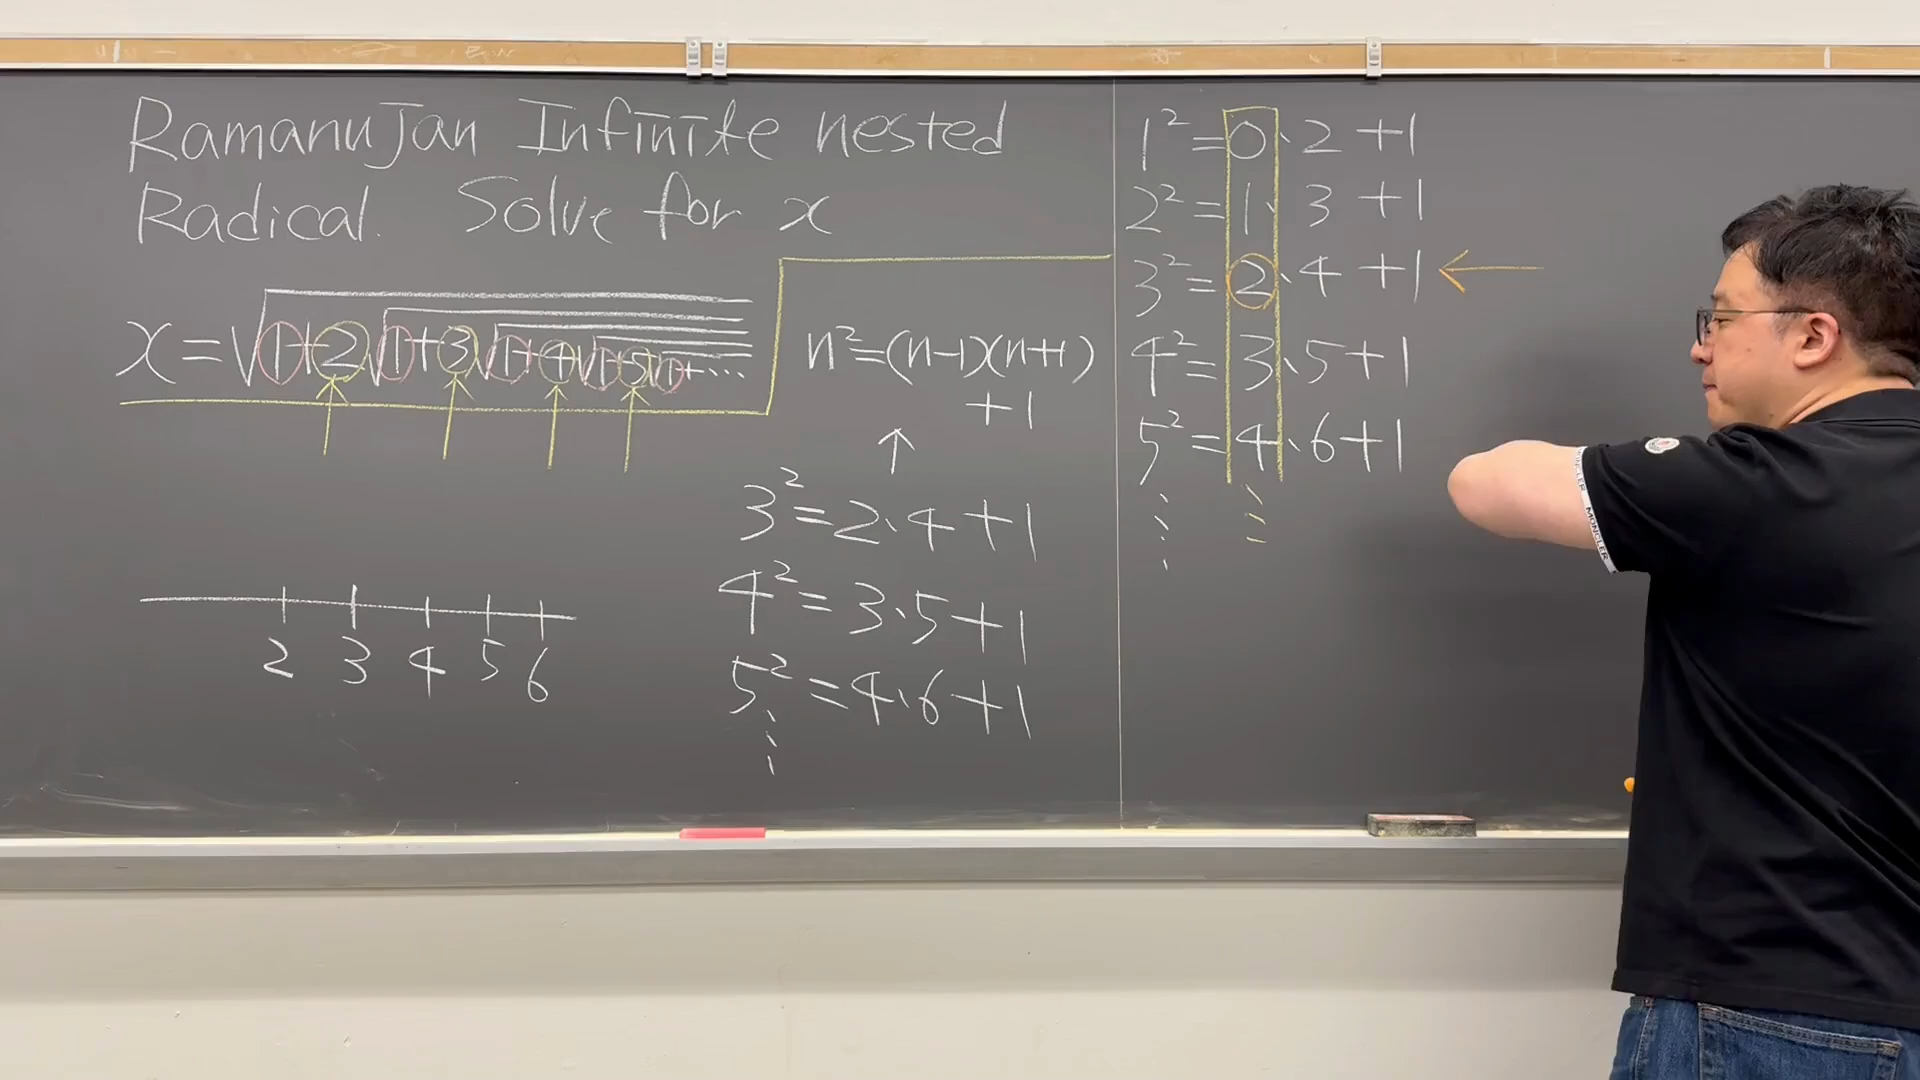 Ramanujan Infinite nested
Radical. Solve for x
x=√1+2√1+3√1+4√1+5√1+...
n²=(n-1)(n+1)
+1
3²=2·4+1
4²=3·5+1
5²=4·6+1
2 3 4 5 6
1²=0·2+1
2²=1·3+1
3²=2·4+1
4²=3·5+1
5²=4·6+1
MONCLER